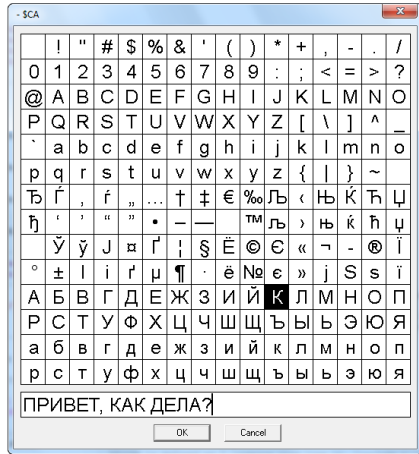 - $CA
! " # $ % & ' ( ) * + , - . /
0 1 2 3 4 5 6 7 8 9 : ; < = > ?
@ A B C D E F G H I J K L M N O
P Q R S T U V W X Y Z [ \ ] ^ _
` a b c d e f g h i j k l m n o
p q r s t u v w x y z { | } ~
Ђ Ѓ ‚ ѓ „ … † ‡ € ‰ Љ ‹ Њ Ќ Ћ Џ
ђ ‘ ’ “ ” • – — ™ љ › њ ќ ћ џ
Ў ў Ј ¤ Ґ ¦ § Ё © Є « ¬ - ® Ї
° ± І і ґ µ ¶ · ё № є » ј Ѕ ѕ ї
А Б В Г Д Е Ж З И Й К Л М Н О П
Р С Т У Ф Х Ц Ч Ш Щ Ъ Ы Ь Э Ю Я
а б в г д е ж з и й к л м н о п
р с т у ф х ц ч ш щ ъ ы ь э ю я
ПРИВЕТ, КАК ДЕЛА?
OK Cancel